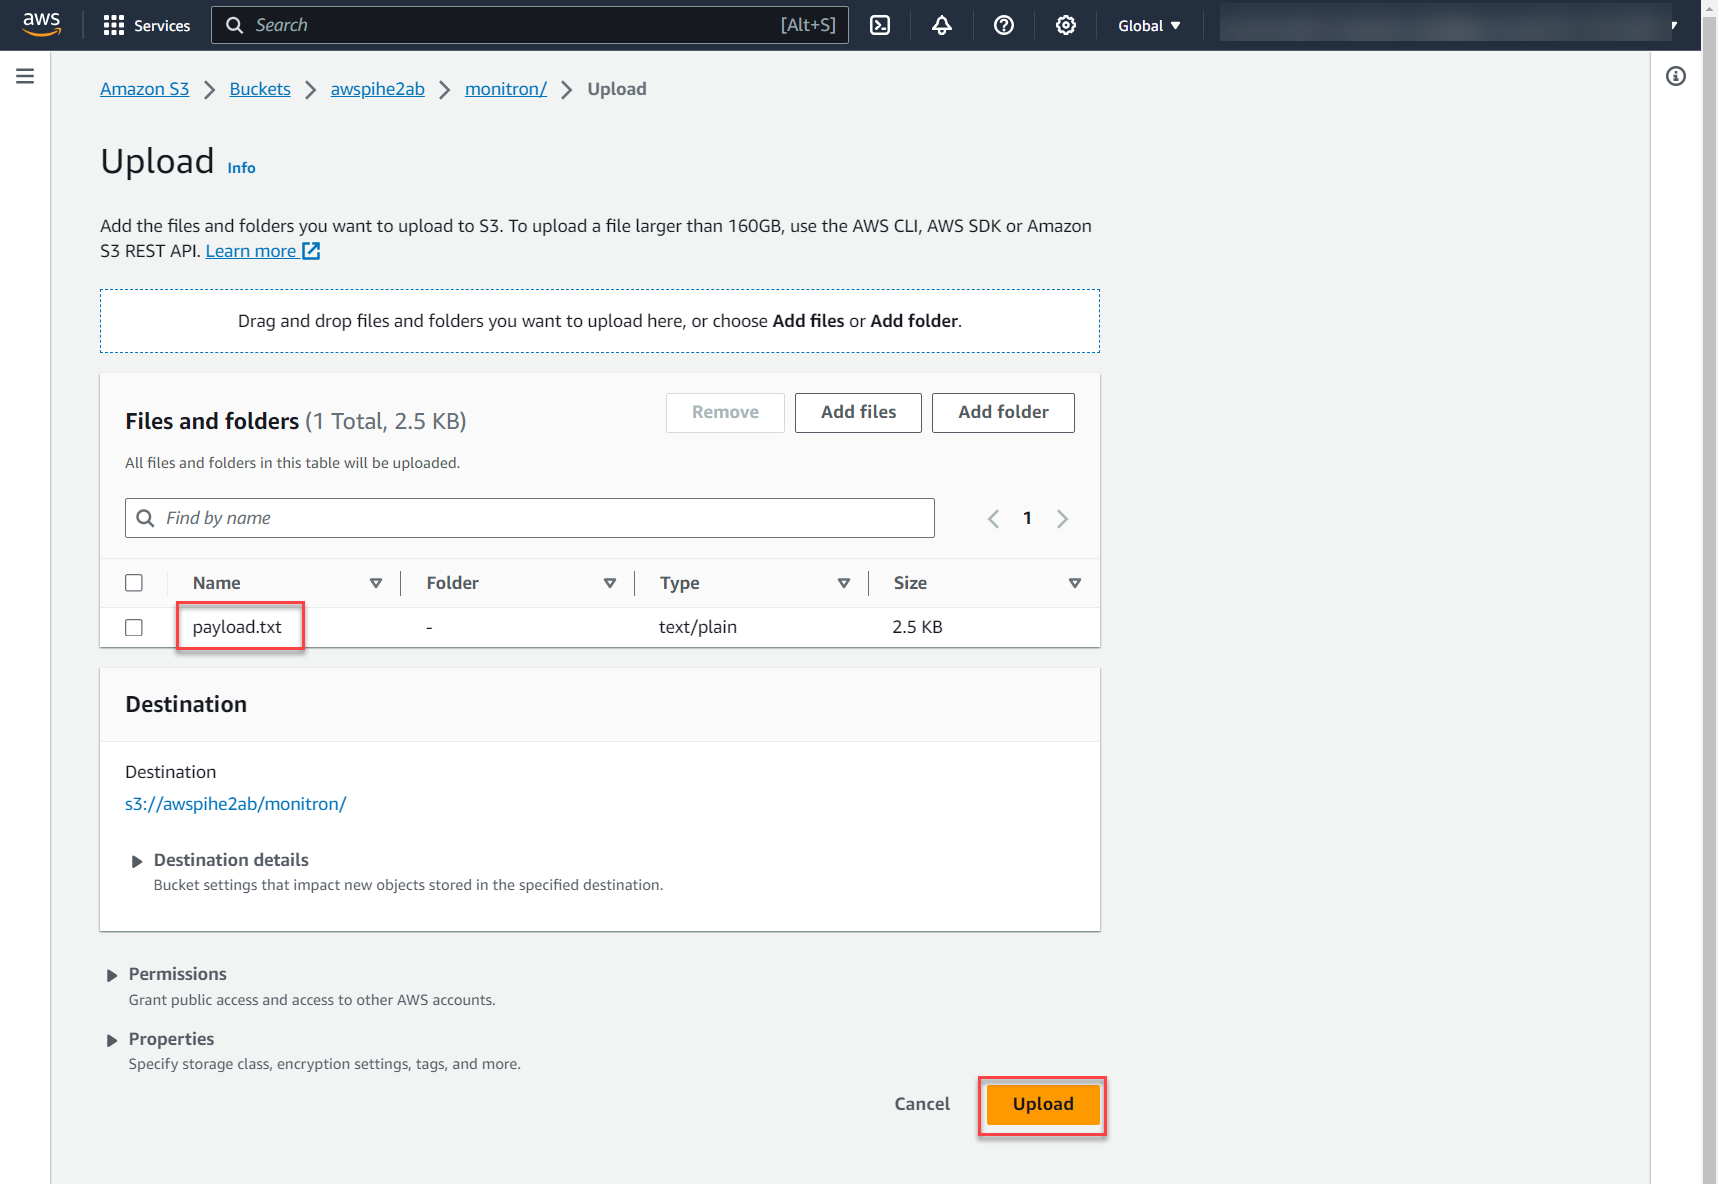 aws Services Search [Alt+S] Global
Amazon S3 Buckets awspihe2ab monitron/ Upload
Upload Info
Add the files and folders you want to upload to S3. To upload a file larger than 160GB, use the AWS CLI, AWS SDK or Amazon
S3 REST API. Learn more
Drag and drop files and folders you want to upload here, or choose Add files or Add folder.
Files and folders (1 Total, 2.5 KB) Remove Add files Add folder
All files and folders in this table will be uploaded.
Find by name 1
Name Folder Type Size
payload.txt - text/plain 2.5 KB
Destination
Destination
s3://awspihe2ab/monitron/
Destination details
Bucket settings that impact new objects stored in the specified destination.
Permissions
Grant public access and access to other AWS accounts.
Properties
Specify storage class, encryption settings, tags, and more.
Cancel Upload